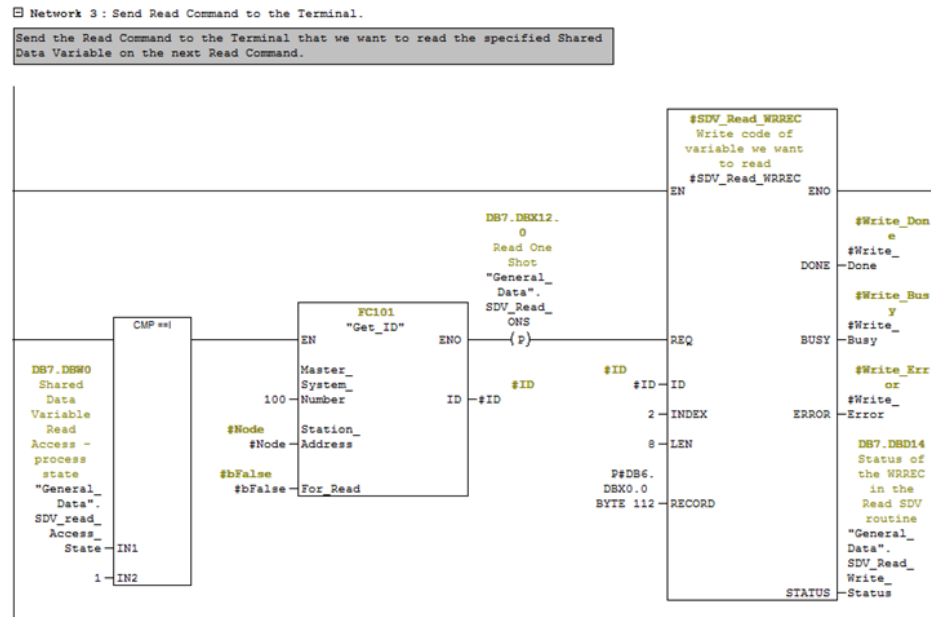 Network 3 : Send Read Command to the Terminal.
Send the Read Command to the Terminal that we want to read the specified Shared
Data Variable on the next Read Command.
#SDV_Read_WRREC
Write code of
variable we want
to read
#SDV_Read_WRREC
EN
ENO
DB7.DBX12.
0
Read One
Shot
"General_
Data".
SDV_Read_
ONS
(P)
#Write_Don
e
#Write_
DONE
Done
#Write_Bus
y
#Write_
BUSY
Busy
#Write_Err
or
#Write_
ERROR
Error
DB7.DBD14
Status of
the WRREC
in the
Read SDV
routine
"General_
Data".
SDV_Read_
Write_
STATUS
Status
CMP ==I
FC101
"Get_ID"
EN
ENO
REQ
DB7.DBW0
Shared
Data
Variable
Read
Access -
process
state
"General_
Data".
SDV_read_
Access_
State
IN1
1
IN2
Master_
System_
100
Number
#ID
ID
#ID
#Node
Station_
#Node
Address
#bFalse
#bFalse
For_Read
#ID
#ID
ID
2
INDEX
8
LEN
P#DB6.
DBX0.0
BYTE 112
RECORD